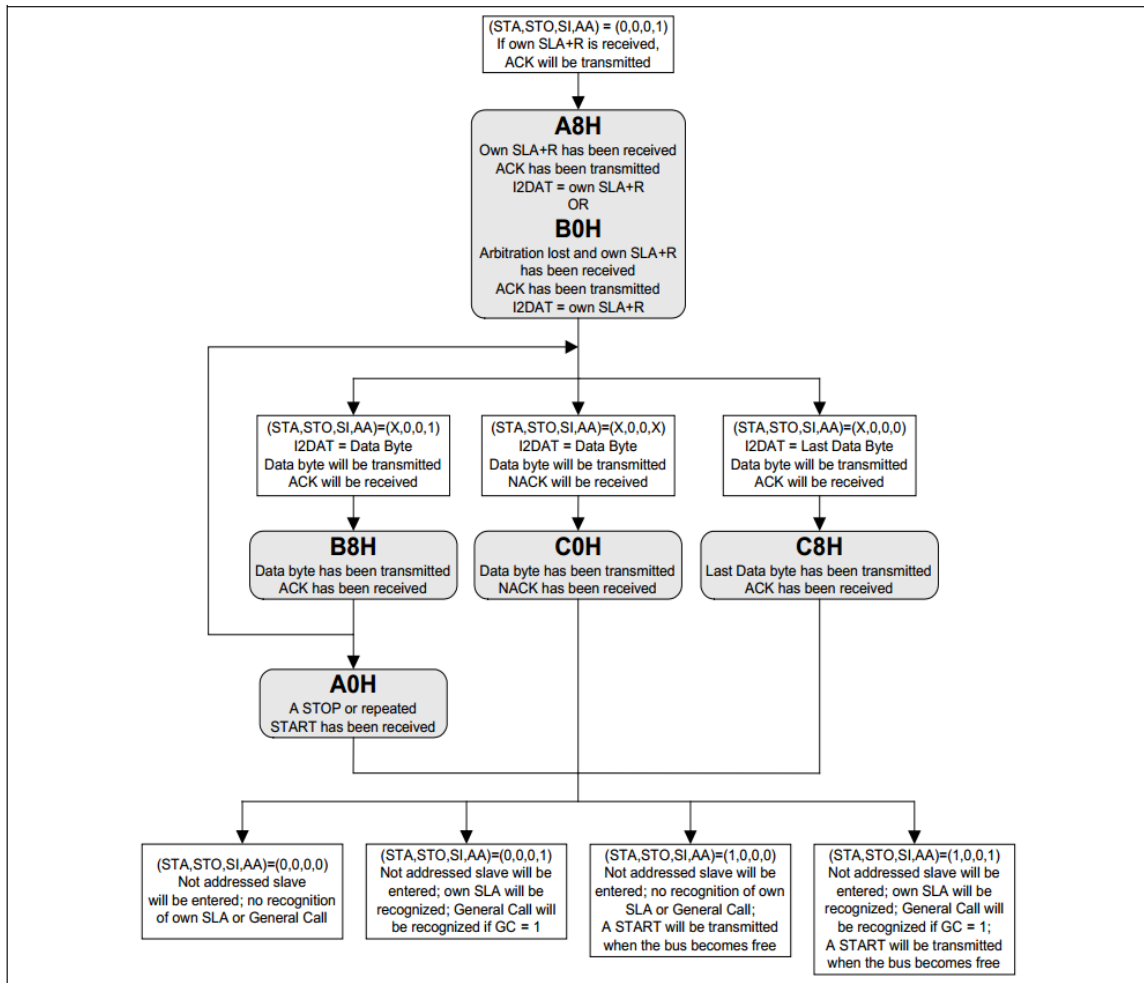 (STA,STO,SI,AA) = (0,0,0,1)
If own SLA+R is received,
ACK will be transmitted
A8H
Own SLA+R has been received
ACK has been transmitted
I2DAT = own SLA+R
OR
B0H
Arbitration lost and own SLA+R
has been received
ACK has been transmitted
I2DAT = own SLA+R
(STA,STO,SI,AA)=(X,0,0,1)
I2DAT = Data Byte
Data byte will be transmitted
ACK will be received
(STA,STO,SI,AA)=(X,0,0,X)
I2DAT = Data Byte
Data byte will be transmitted
NACK will be received
(STA,STO,SI,AA)=(X,0,0,0)
I2DAT = Last Data Byte
Data byte will be transmitted
ACK will be received
B8H
Data byte has been transmitted
ACK has been received
C0H
Data byte has been transmitted
NACK has been received
C8H
Last Data byte has been transmitted
ACK has been received
A0H
A STOP or repeated
START has been received
(STA,STO,SI,AA)=(0,0,0,0)
Not addressed slave
will be entered; no recognition
of own SLA or General Call
(STA,STO,SI,AA)=(0,0,0,1)
Not addressed slave will be
entered; own SLA will be
recognized; General Call will
be recognized if GC = 1
(STA,STO,SI,AA)=(1,0,0,0)
Not addressed slave will be
entered; no recognition of own
SLA or General Call;
A START will be transmitted
when the bus becomes free
(STA,STO,SI,AA)=(1,0,0,1)
Not addressed slave will be
entered; own SLA will be
recognized; General Call will
be recognized if GC = 1;
A START will be transmitted
when the bus becomes free